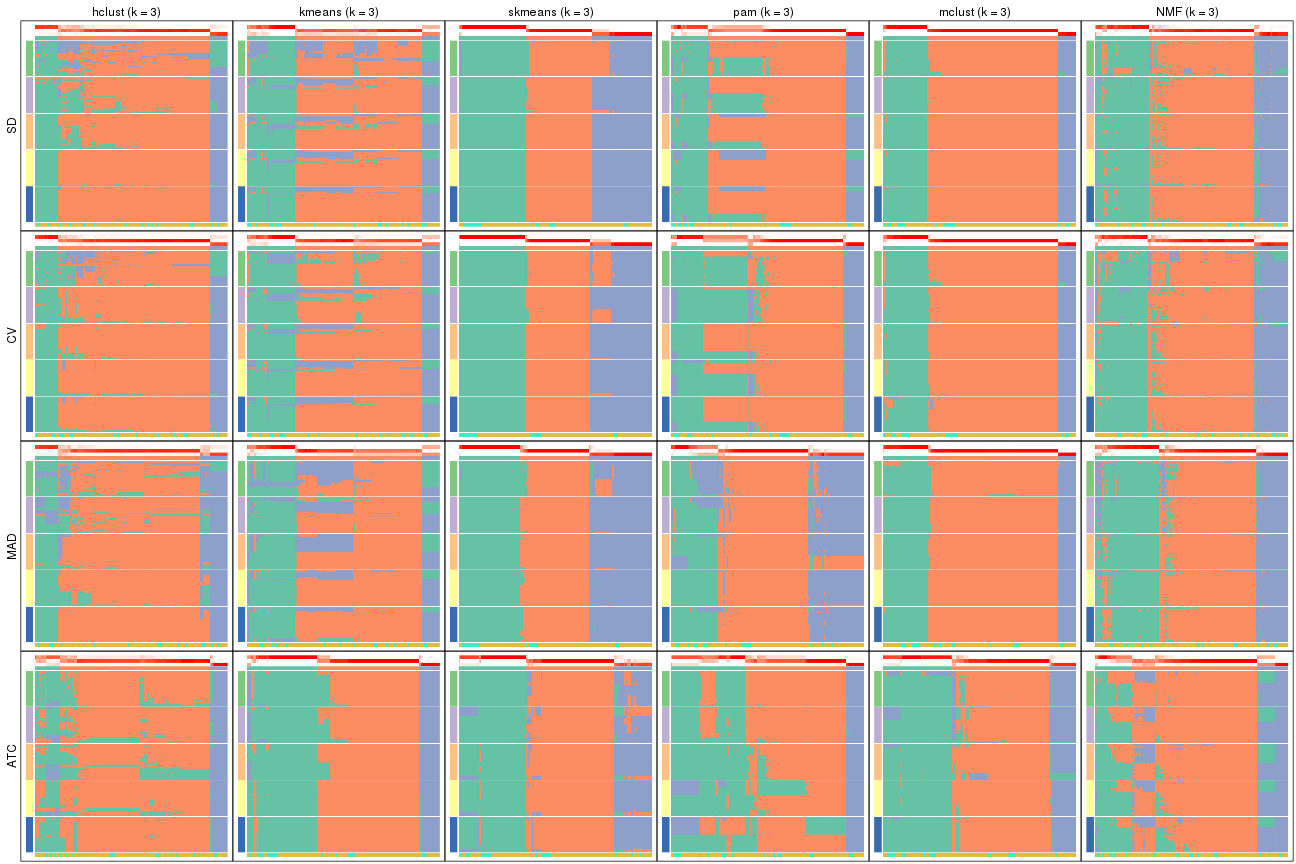 hclust (k = 3)
kmeans (k = 3)
skmeans (k = 3)
pam (k = 3)
mclust (k = 3)
NMF (k = 3)
SD
CV
MAD
ATC